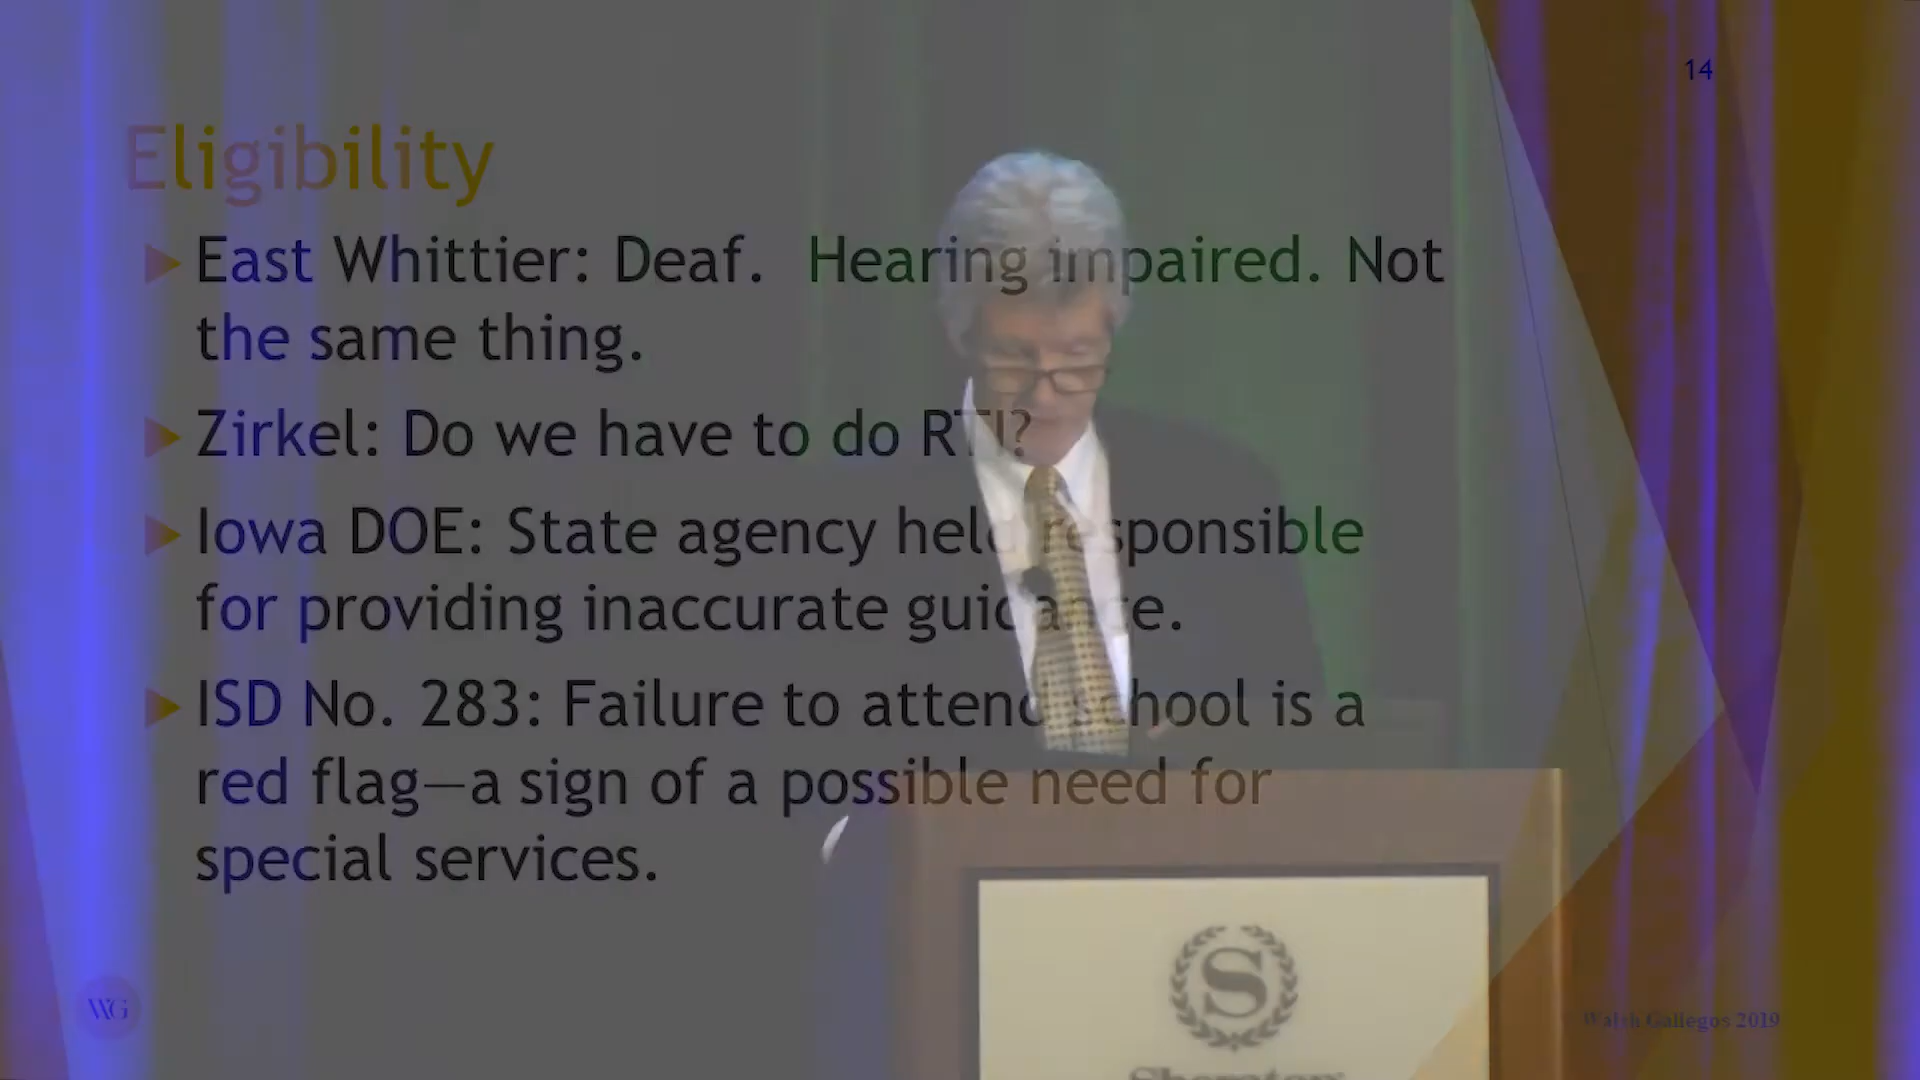 14
Eligibility
East Whittier: Deaf. Hearing impaired. Not
the same thing.
Zirkel: Do we have to do RTI?
Iowa DOE: State agency held responsible
for providing inaccurate guidance.
ISD No. 283: Failure to attend school is a
red flag—a sign of a possible need for
special services.
S
Sheraton
WG
Walsh Gallegos 2019